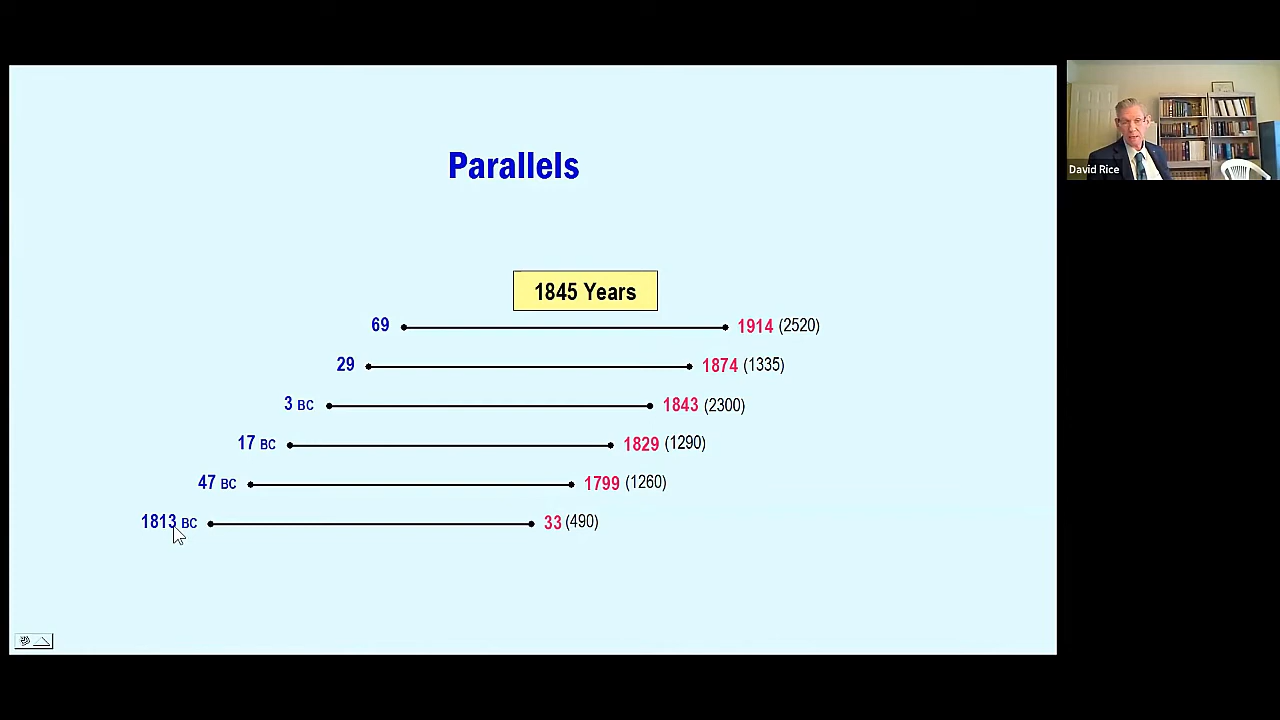 Parallels
1845 Years
69 1914 (2520)
29 1874 (1335)
3 BC 1843 (2300)
17 BC 1829 (1290)
47 BC 1799 (1260)
1813 BC 33 (490)
David Rice